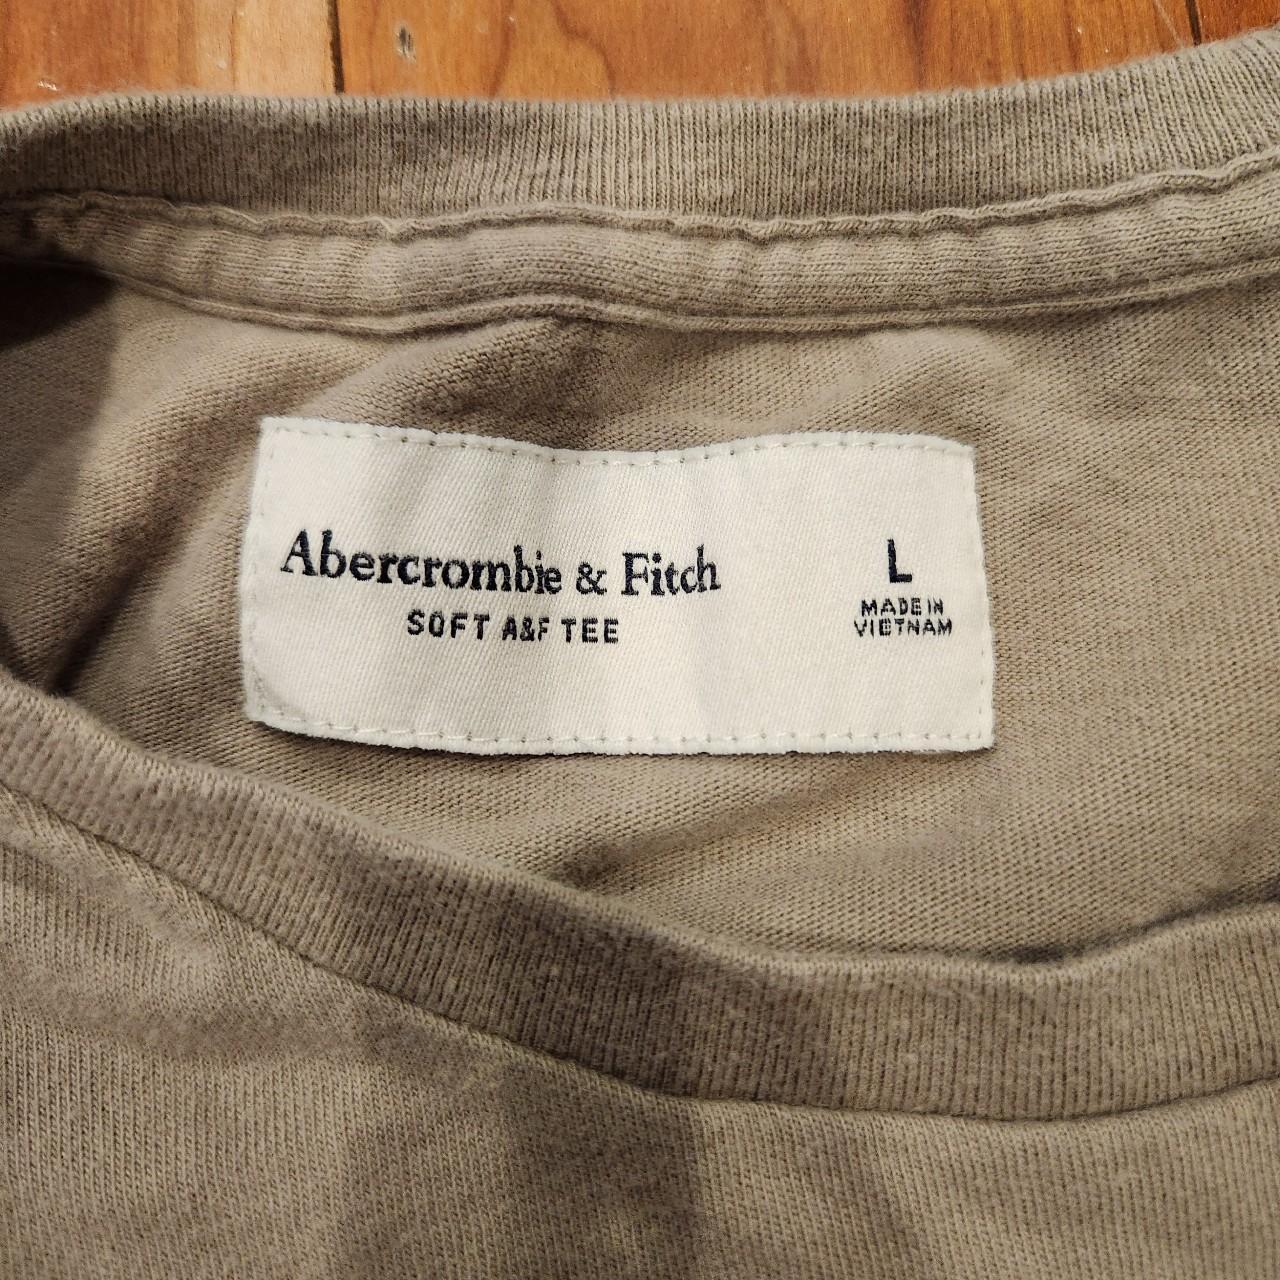 Abercrombie & Fitch
SOFT A&F TEE
L
MADE IN
VIETNAM